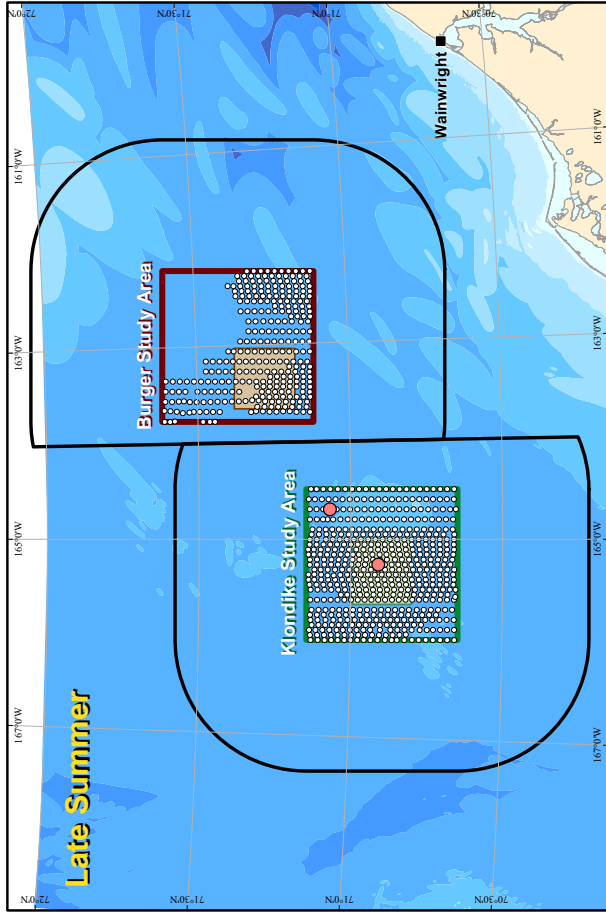 167°0'W
165°0'W
163°0'W
161°0'W
72°0'N
72°0'N
Late Summer
Burger Study Area
71°30'N
71°30'N
Klondike Study Area
71°0'N
71°0'N
Wainwright
70°30'N
70°30'N
167°0'W
165°0'W
163°0'W
161°0'W